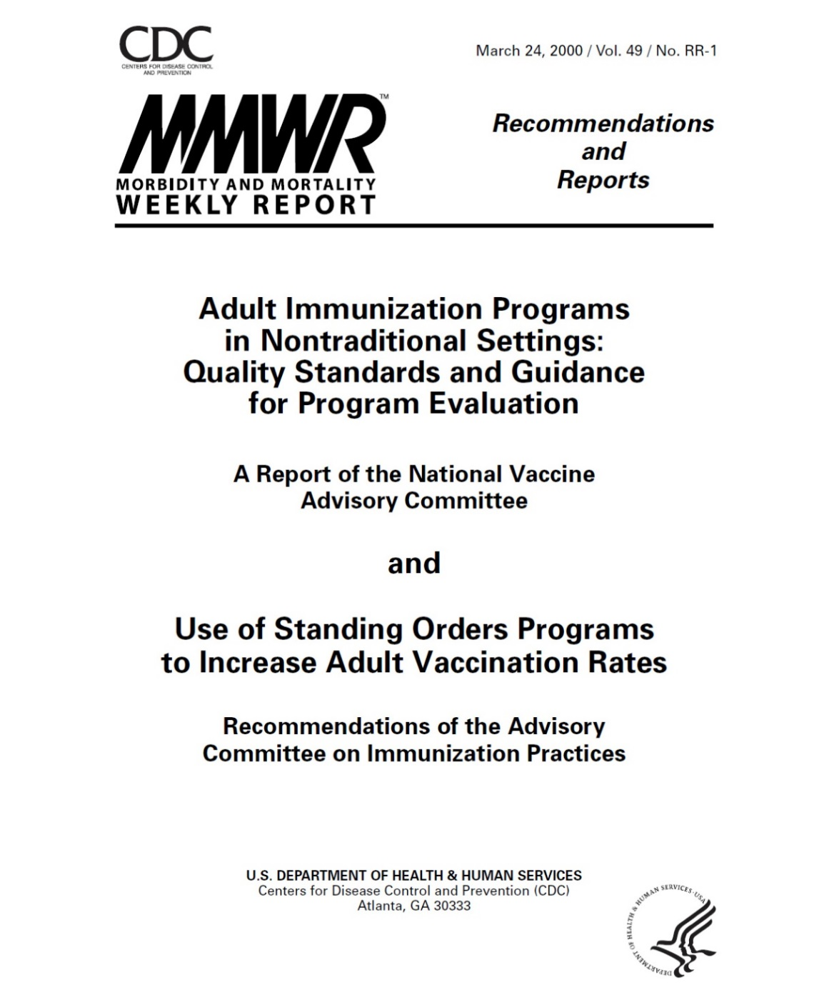 CDC
CENTERS FOR DISEASE CONTROL
AND PREVENTION
March 24, 2000 / Vol. 49 / No. RR-1
MMWR™
MORBIDITY AND MORTALITY
WEEKLY REPORT
Recommendations
and
Reports
Adult Immunization Programs
in Nontraditional Settings:
Quality Standards and Guidance
for Program Evaluation
A Report of the National Vaccine
Advisory Committee
and
Use of Standing Orders Programs
to Increase Adult Vaccination Rates
Recommendations of the Advisory
Committee on Immunization Practices
U.S. DEPARTMENT OF HEALTH & HUMAN SERVICES
Centers for Disease Control and Prevention (CDC)
Atlanta, GA 30333
DEPARTMENT OF HEALTH & HUMAN SERVICES·USA